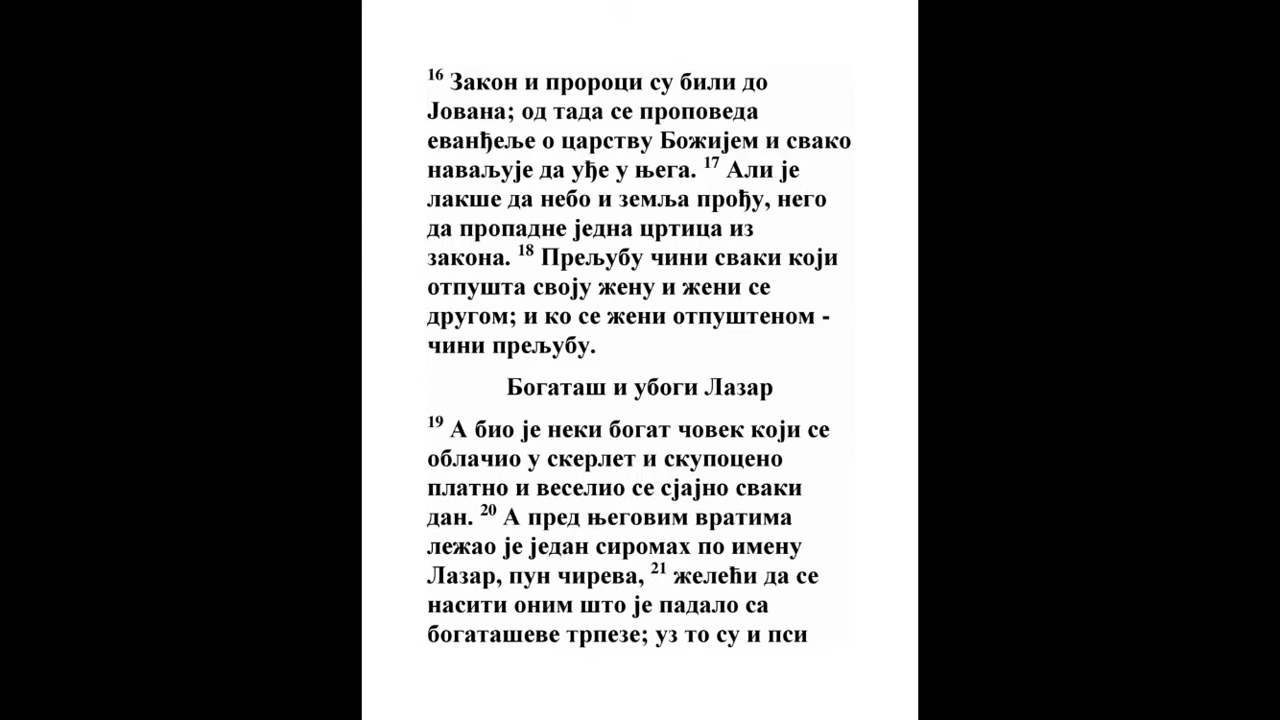 16 Закон и пророци су били до
Јована; од тада се проповеда
еванђеље о царству Божијем и свако
наваљује да уђе у њега. 17 Али је
лакше да небо и земља прођу, него
да пропадне једна цртица из
закона. 18 Прељубу чини сваки који
отпушта своју жену и жени се
другом; и ко се жени отпуштеном -
чини прељубу.
Богаташ и убоги Лазар
19 А био је неки богат човек који се
облачио у скерлет и скупоцено
платно и веселио се сјајно сваки
дан. 20 А пред његовим вратима
лежао је један сиромах по имену
Лазар, пун чирева, 21 желећи да се
насити оним што је падало са
богаташеве трпезе; уз то су и пси